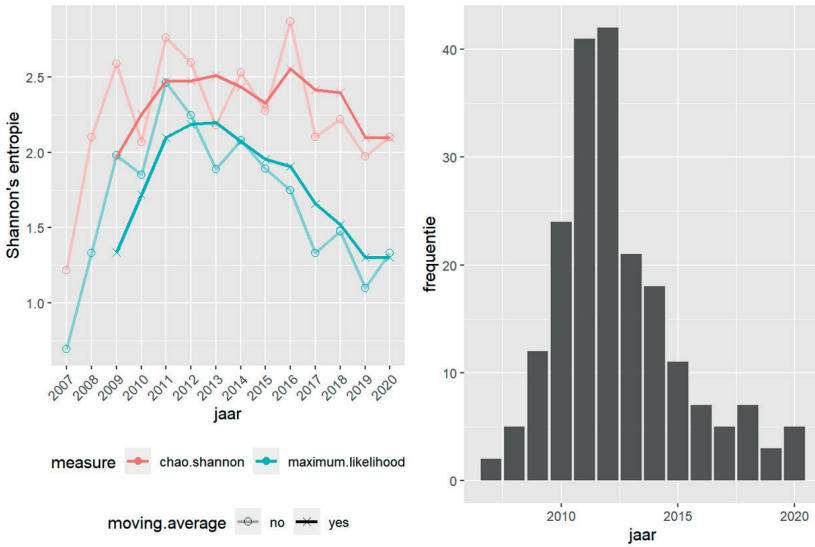 Shannon's entropie
2.5
2.0
1.5
1.0
2007 2008 2009 2010 2011 2012 2013 2014 2015 2016 2017 2018 2019 2020
jaar
measure chao.shannon maximum.likelihood
moving.average no yes
frequentie
40
30
20
10
0
2010 2015 2020
jaar